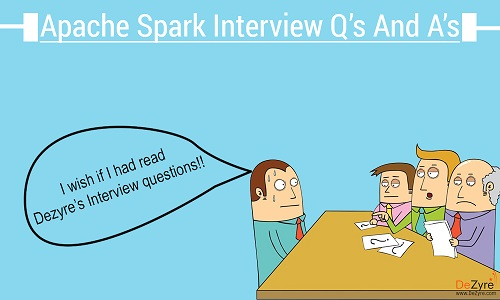 Apache Spark Interview Q's And A's
I wish if I had read
Dezyre's Interview questions!!
DeZyre
www.DeZyre.com